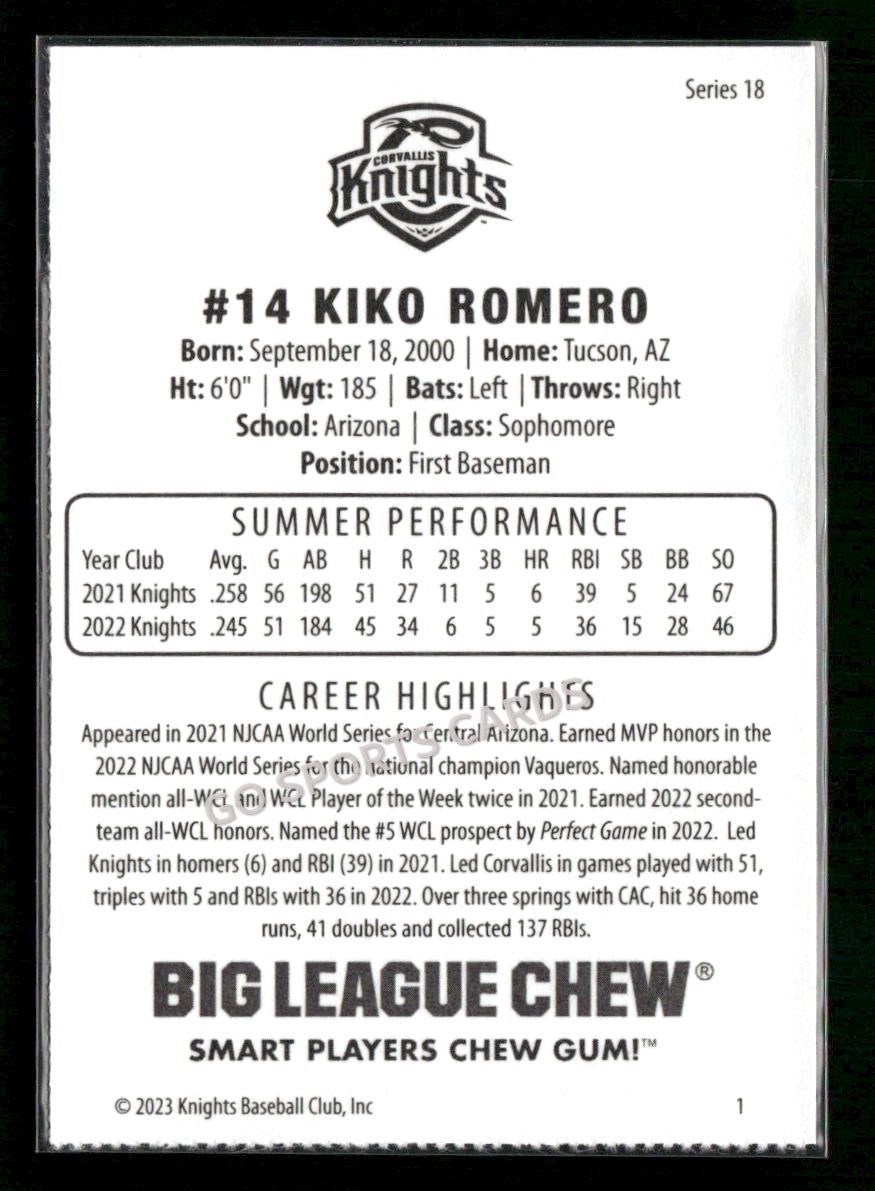 Series 18
CORVALLIS
Knights
#14 KIKO ROMERO
Born: September 18, 2000 | Home: Tucson, AZ
Ht: 6'0" | Wgt: 185 | Bats: Left | Throws: Right
School: Arizona | Class: Sophomore
Position: First Baseman
SUMMER PERFORMANCE
Year Club Avg. G AB H R 2B 3B HR RBI SB BB SO
2021 Knights .258 56 198 51 27 11 5 6 39 5 24 67
2022 Knights .245 51 184 45 34 6 5 5 36 15 28 46
CAREER HIGHLIGHTS
Appeared in 2021 NJCAA World Series for Central Arizona. Earned MVP honors in the
2022 NJCAA World Series for the national champion Vaqueros. Named honorable
mention all-WCL and WCL Player of the Week twice in 2021. Earned 2022 second-
team all-WCL honors. Named the #5 WCL prospect by Perfect Game in 2022. Led
Knights in homers (6) and RBI (39) in 2021. Led Corvallis in games played with 51,
triples with 5 and RBIs with 36 in 2022. Over three springs with CAC, hit 36 home
runs, 41 doubles and collected 137 RBIs.
GO SPORTS CARDS
BIG LEAGUE CHEW®
SMART PLAYERS CHEW GUM!™
© 2023 Knights Baseball Club, Inc 1